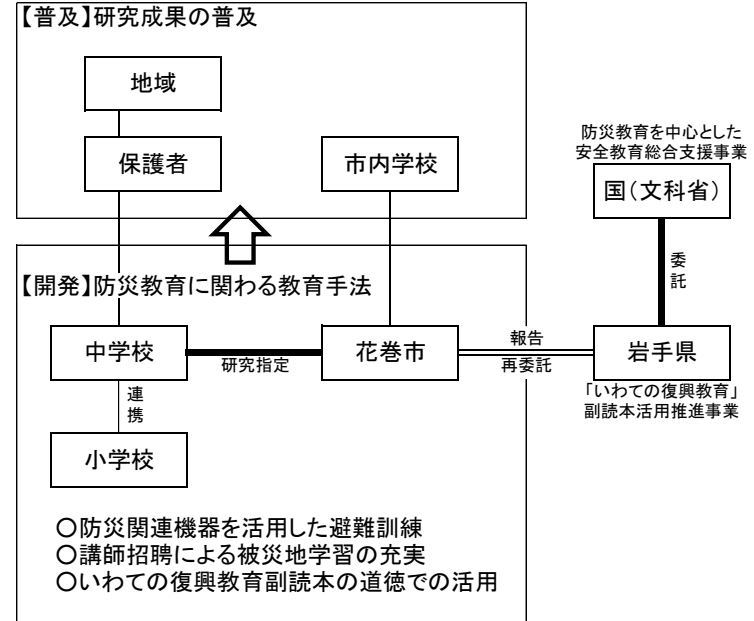 【普及】研究成果の普及
地域
保護者
市内学校
防災教育を中心とした
安全教育総合支援事業
国(文科省)
委
託
【開発】防災教育に関わる教育手法
中学校
研究指定
花巻市
報告
再委託
岩手県
「いわての復興教育」
副読本活用推進事業
連
携
小学校
○防災関連機器を活用した避難訓練
○講師招聘による被災地学習の充実
○いわての復興教育副読本の道徳での活用